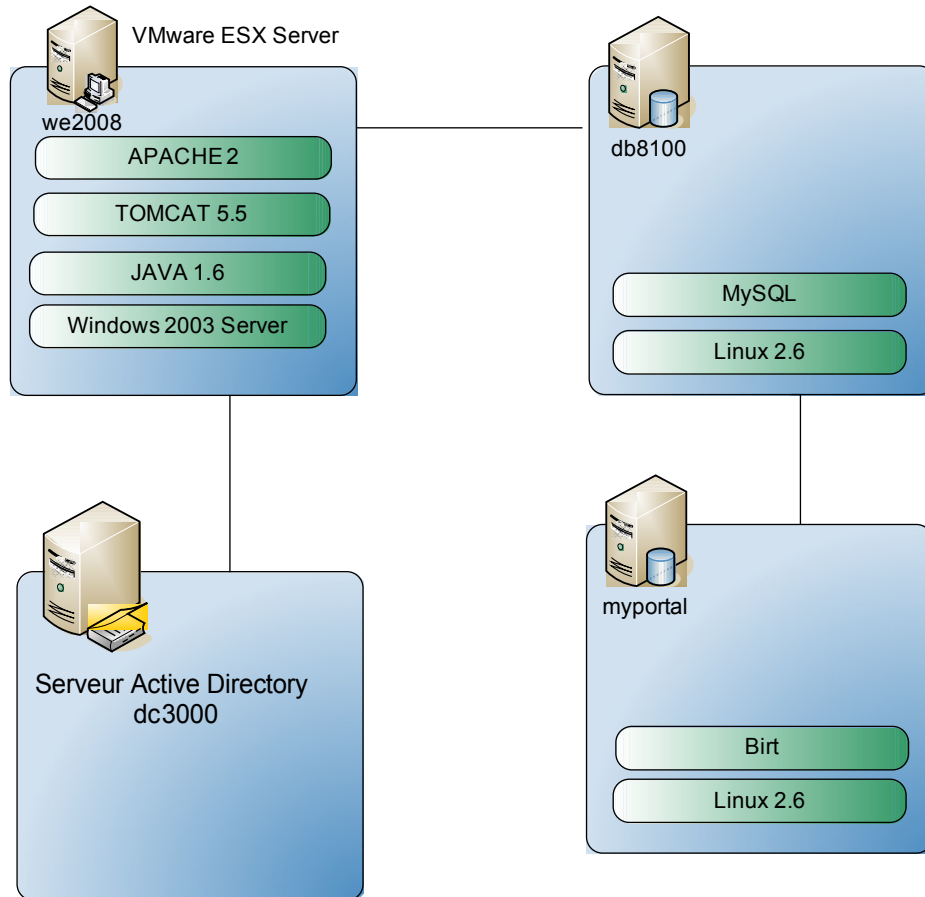 VMware ESX Server
we2008
APACHE 2
TOMCAT 5.5
JAVA 1.6
Windows 2003 Server
db8100
MySQL
Linux 2.6
Serveur Active Directory
dc3000
myportal
Birt
Linux 2.6